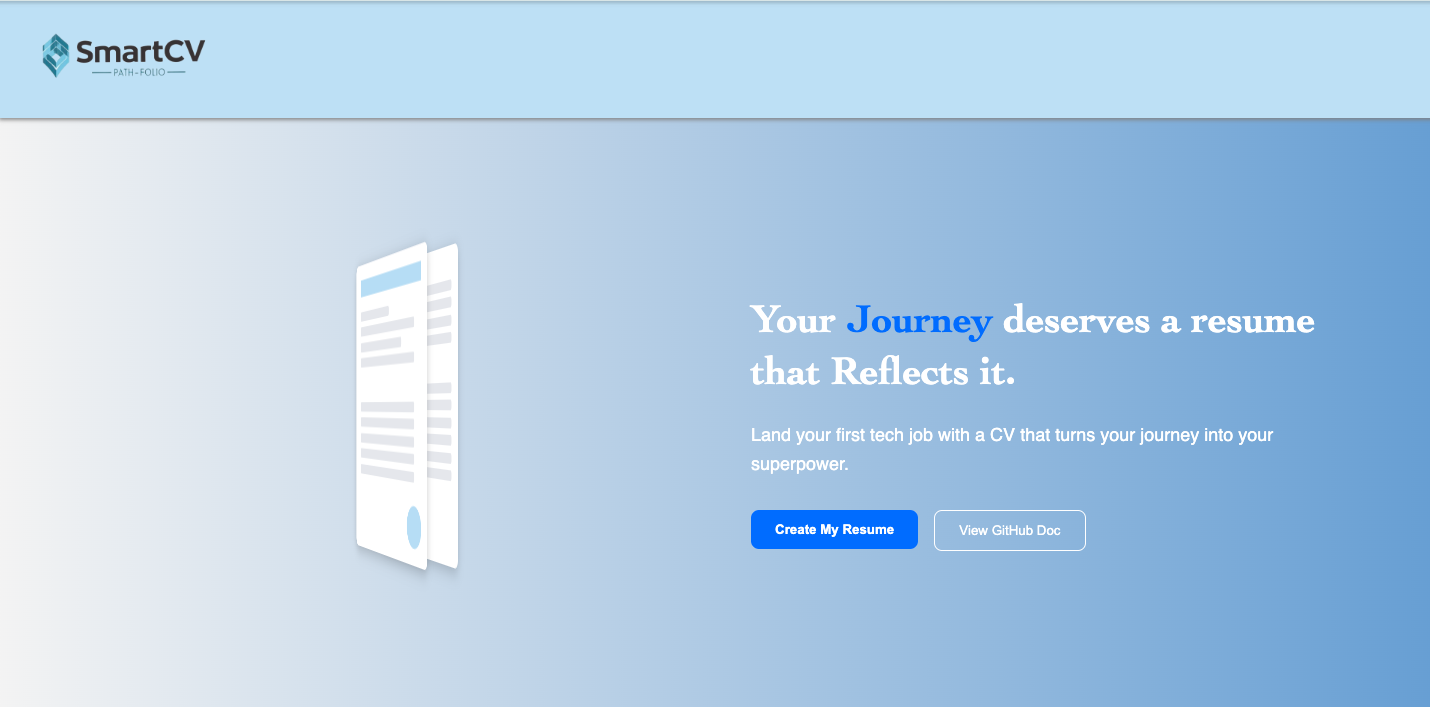 SmartCV
PATH-FOLIO
Your Journey deserves a resume
that Reflects it.
Land your first tech job with a CV that turns your journey into your
superpower.
Create My Resume
View GitHub Doc